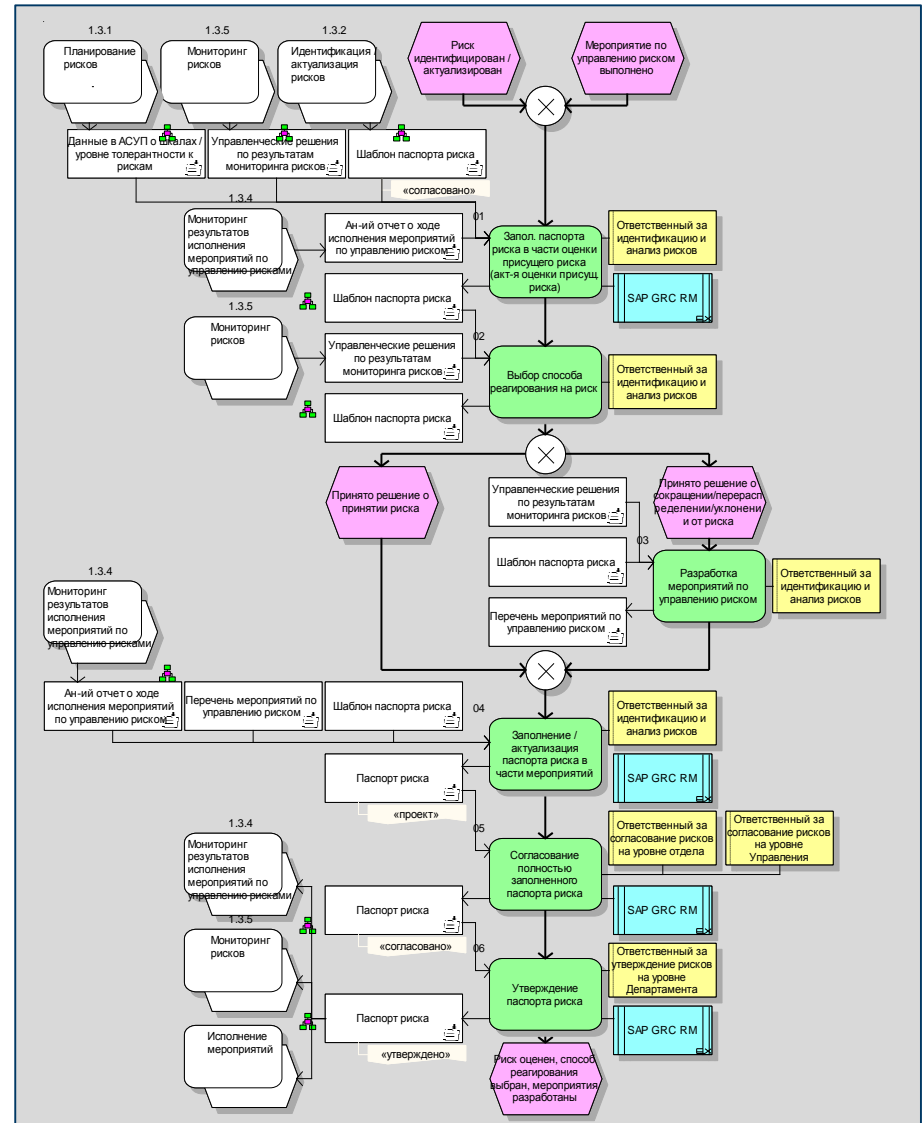 1.3.1
1.3.5
1.3.2
Планирование
рисков
Мониторинг
рисков
Идентификация /
актуализация
рисков
Риск
идентифицирован /
актуализирован
Мероприятие по
управлению риском
выполнено
Данные в АСУП о шкалах /
уровне толерантности к
рискам
Управленческие решения
по результатам
мониторинга рисков
Шаблон паспорта риска
«согласовано»
1.3.4
01
Мониторинг
результатов
исполнения
мероприятий по
управлению рисками
Ан-ий отчет о ходе
исполнения мероприятий
по управлению риском
Запол. паспорта
риска в части оценки
присущего риска
(акт-я оценки присущ.
риска)
Ответственный за
идентификацию и
анализ рисков
SAP GRC RM
Шаблон паспорта риска
1.3.5
02
Мониторинг
рисков
Управленческие решения
по результатам
мониторинга рисков
Выбор способа
реагирования на риск
Ответственный за
идентификацию и
анализ рисков
Шаблон паспорта риска
Принято решение о
принятии риска
Управленческие решения
по результатам
мониторинга рисков
Принято решение о
сокращении/перерасп
ределении/уклонени
и от риска
03
Шаблон паспорта риска
Разработка
мероприятий по
управлению риском
Ответственный за
идентификацию и
анализ рисков
Перечень мероприятий по
управлению риском
1.3.4
Мониторинг
результатов
исполнения
мероприятий по
управлению рисками
Ан-ий отчет о ходе
исполнения мероприятий
по управлению риском
Перечень мероприятий по
управлению риском
Шаблон паспорта риска
04
Заполнение /
актуализация
паспорта риска в
части мероприятий
Ответственный за
идентификацию и
анализ рисков
SAP GRC RM
Паспорт риска
«проект»
05
1.3.4
Мониторинг
результатов
исполнения
мероприятий по
управлению рисками
Согласование
полностью
заполненного
паспорта риска
Ответственный за
согласование рисков
на уровне отдела
Ответственный за
согласование рисков
на уровне
Управления
SAP GRC RM
Паспорт риска
«согласовано»
06
1.3.5
Мониторинг
рисков
Утверждение
паспорта риска
Ответственный за
утверждение рисков
на уровне
Департамента
SAP GRC RM
Паспорт риска
«утверждено»
Исполнение
мероприятий
Риск оценен, способ
реагирования
выбран, мероприятия
разработаны